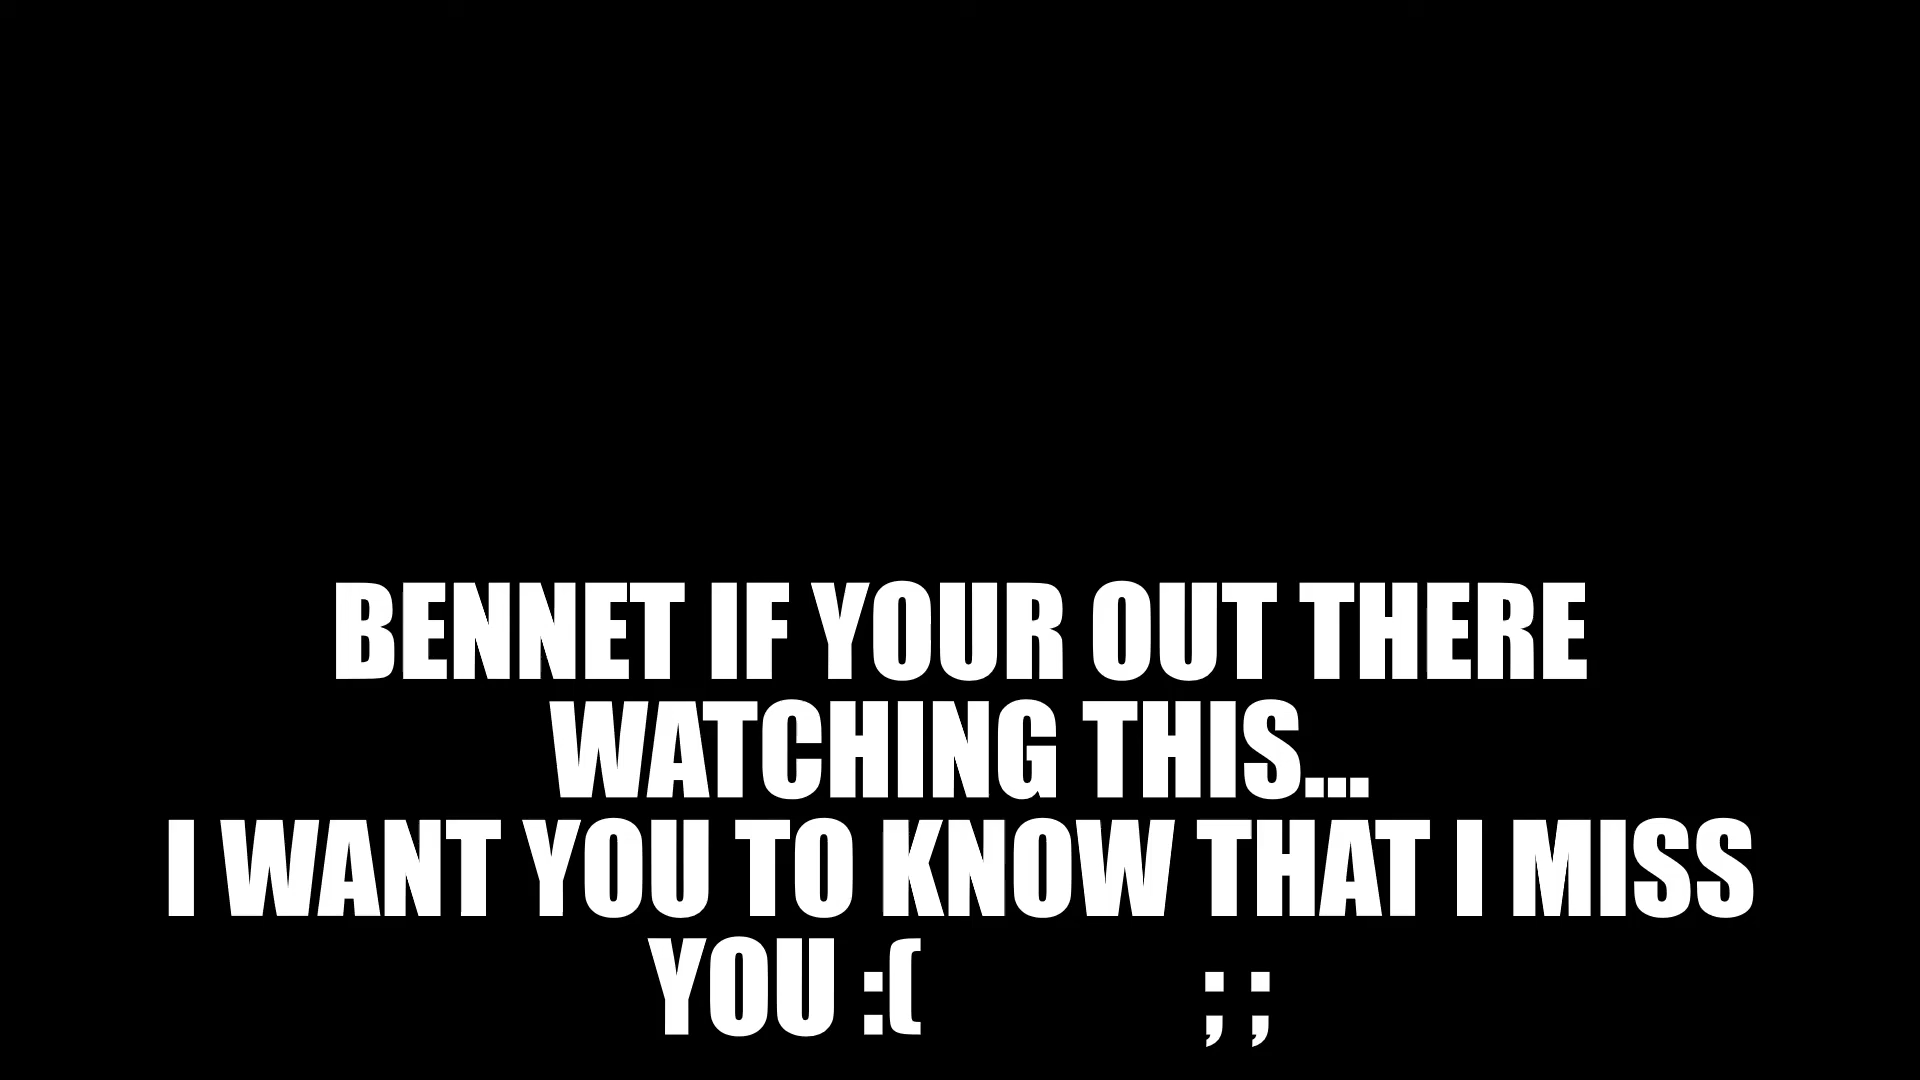 BENNET IF YOUR OUT THERE
WATCHING THIS...
I WANT YOU TO KNOW THAT I MISS
YOU :( ; ;